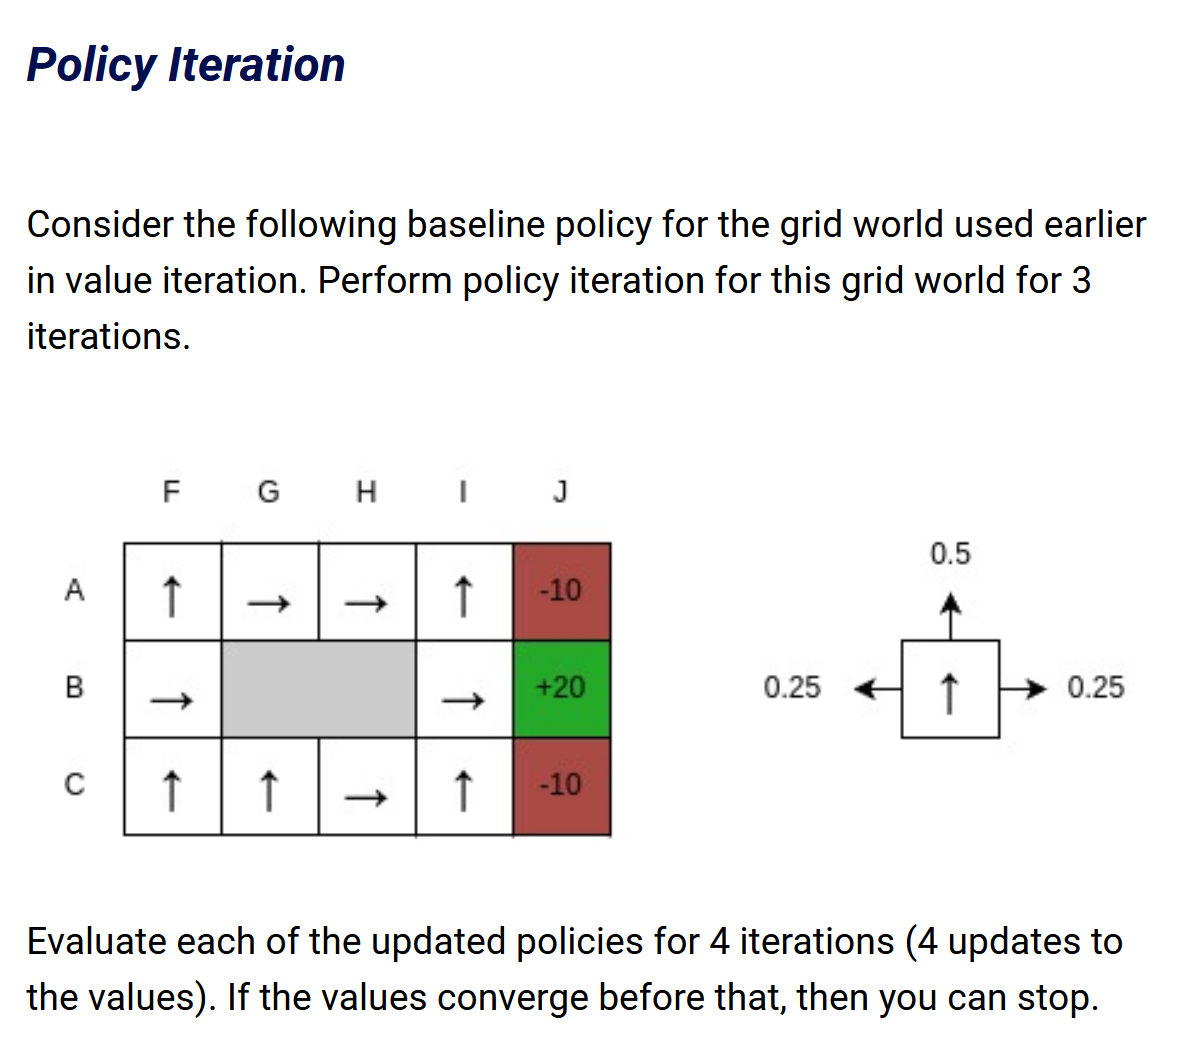 Policy Iteration
Consider the following baseline policy for the grid world used earlier
in value iteration. Perform policy iteration for this grid world for 3
iterations.
F G H I J
0.5
A ↑ → → ↑ -10
B → → +20
0.25 ← ↑ → 0.25
C ↑ ↑ → ↑ -10
Evaluate each of the updated policies for 4 iterations (4 updates to
the values). If the values converge before that, then you can stop.